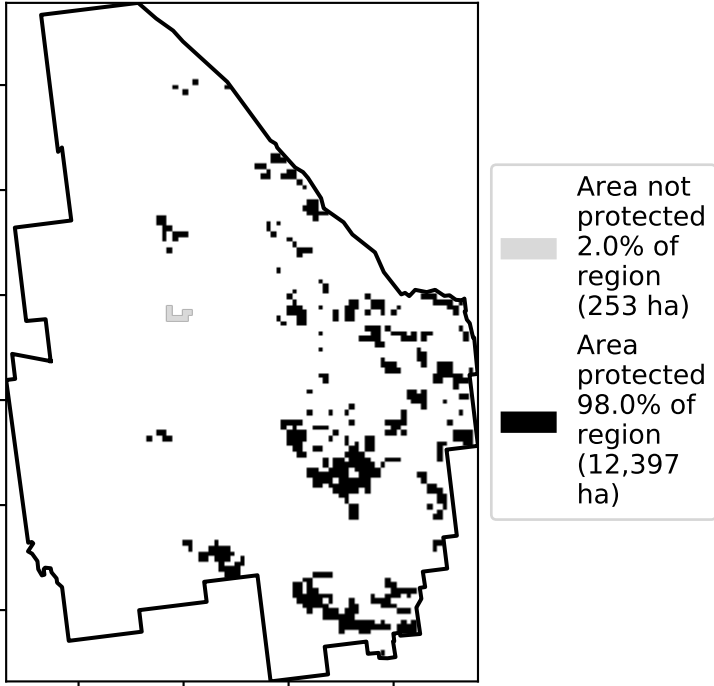 Area not
protected
2.0% of
region
(253 ha)
Area
protected
98.0% of
region
(12,397
ha)